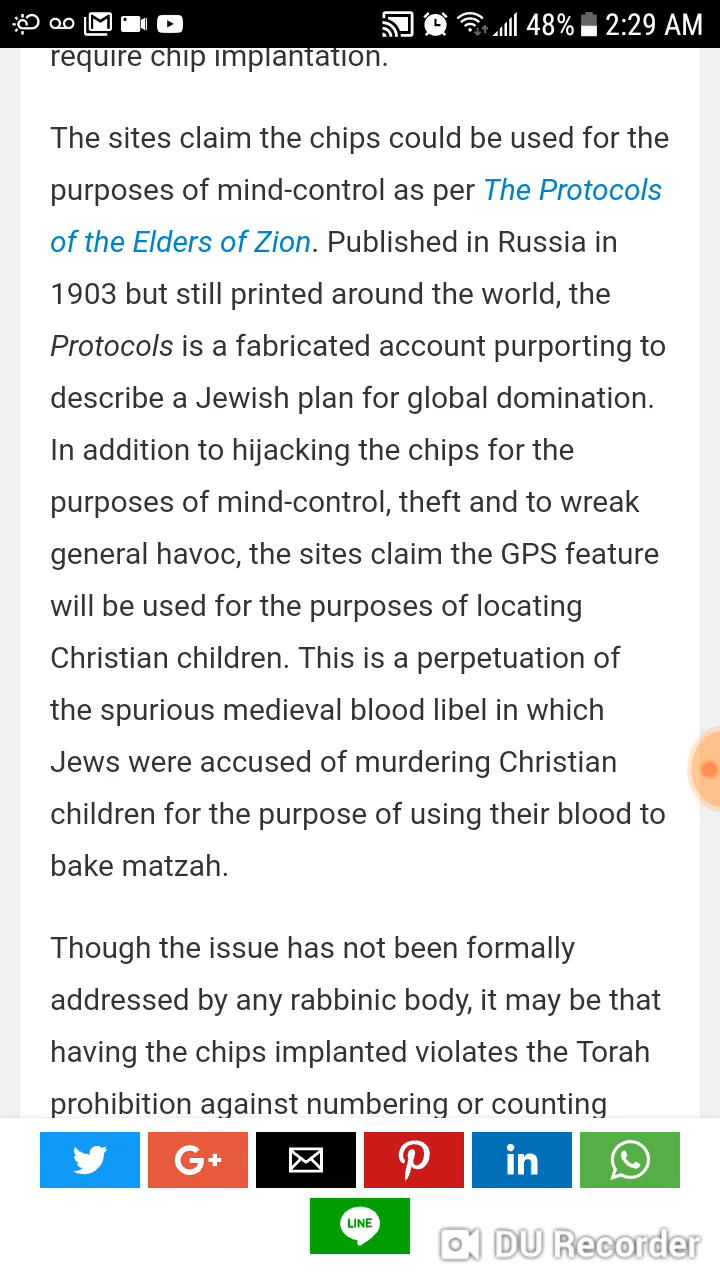 48% 2:29 AM
require chip implantation.
The sites claim the chips could be used for the
purposes of mind-control as per The Protocols
of the Elders of Zion. Published in Russia in
1903 but still printed around the world, the
Protocols is a fabricated account purporting to
describe a Jewish plan for global domination.
In addition to hijacking the chips for the
purposes of mind-control, theft and to wreak
general havoc, the sites claim the GPS feature
will be used for the purposes of locating
Christian children. This is a perpetuation of
the spurious medieval blood libel in which
Jews were accused of murdering Christian
children for the purpose of using their blood to
bake matzah.
Though the issue has not been formally
addressed by any rabbinic body, it may be that
having the chips implanted violates the Torah
prohibition against numbering or counting
G+ in
LINE
DU Recorder